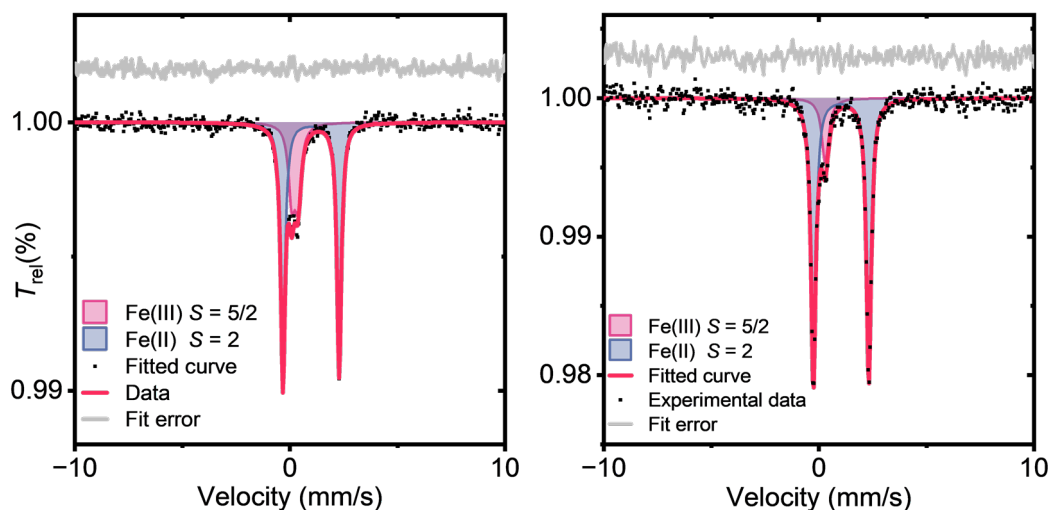 1.00
0.99
T_rel(%)
Fe(III) S = 5/2
Fe(II) S = 2
Fitted curve
Data
Fit error
−10
0
10
Velocity (mm/s)
1.00
0.99
0.98
Fe(III) S = 5/2
Fe(II) S = 2
Fitted curve
Experimental data
Fit error
−10
0
10
Velocity (mm/s)